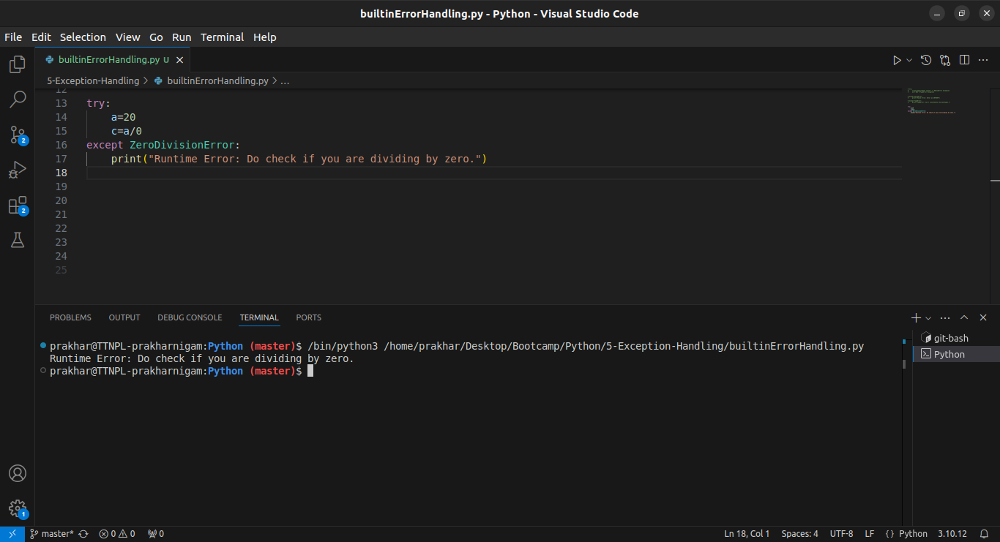 builtinErrorHandling.py - Python - Visual Studio Code
File Edit Selection View Go Run Terminal Help
builtinErrorHandling.py U
5-Exception-Handling > builtinErrorHandling.py > ...
12
13 try:
14     a=20
15     c=a/0
16 except ZeroDivisionError:
17     print("Runtime Error: Do check if you are dividing by zero.")
18
19
20
21
22
23
24
25
2
2
PROBLEMS OUTPUT DEBUG CONSOLE TERMINAL PORTS
prakhar@TTNPL-prakharnigam:Python (master)$ /bin/python3 /home/prakhar/Desktop/Bootcamp/Python/5-Exception-Handling/builtinErrorHandling.py
Runtime Error: Do check if you are dividing by zero.
prakhar@TTNPL-prakharnigam:Python (master)$
git-bash
Python
1
master* 0 0 0 Ln 18, Col 1 Spaces: 4 UTF-8 LF {} Python 3.10.12